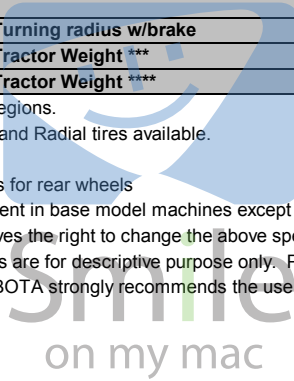 Turning radius w/brake
Tractor Weight ***
Tractor Weight ****
egions.
and Radial tires available.
s for rear wheels
ent in base model machines except
ves the right to change the above spe
s are for descriptive purpose only. P
BOTA strongly recommends the use
Smile
on my mac